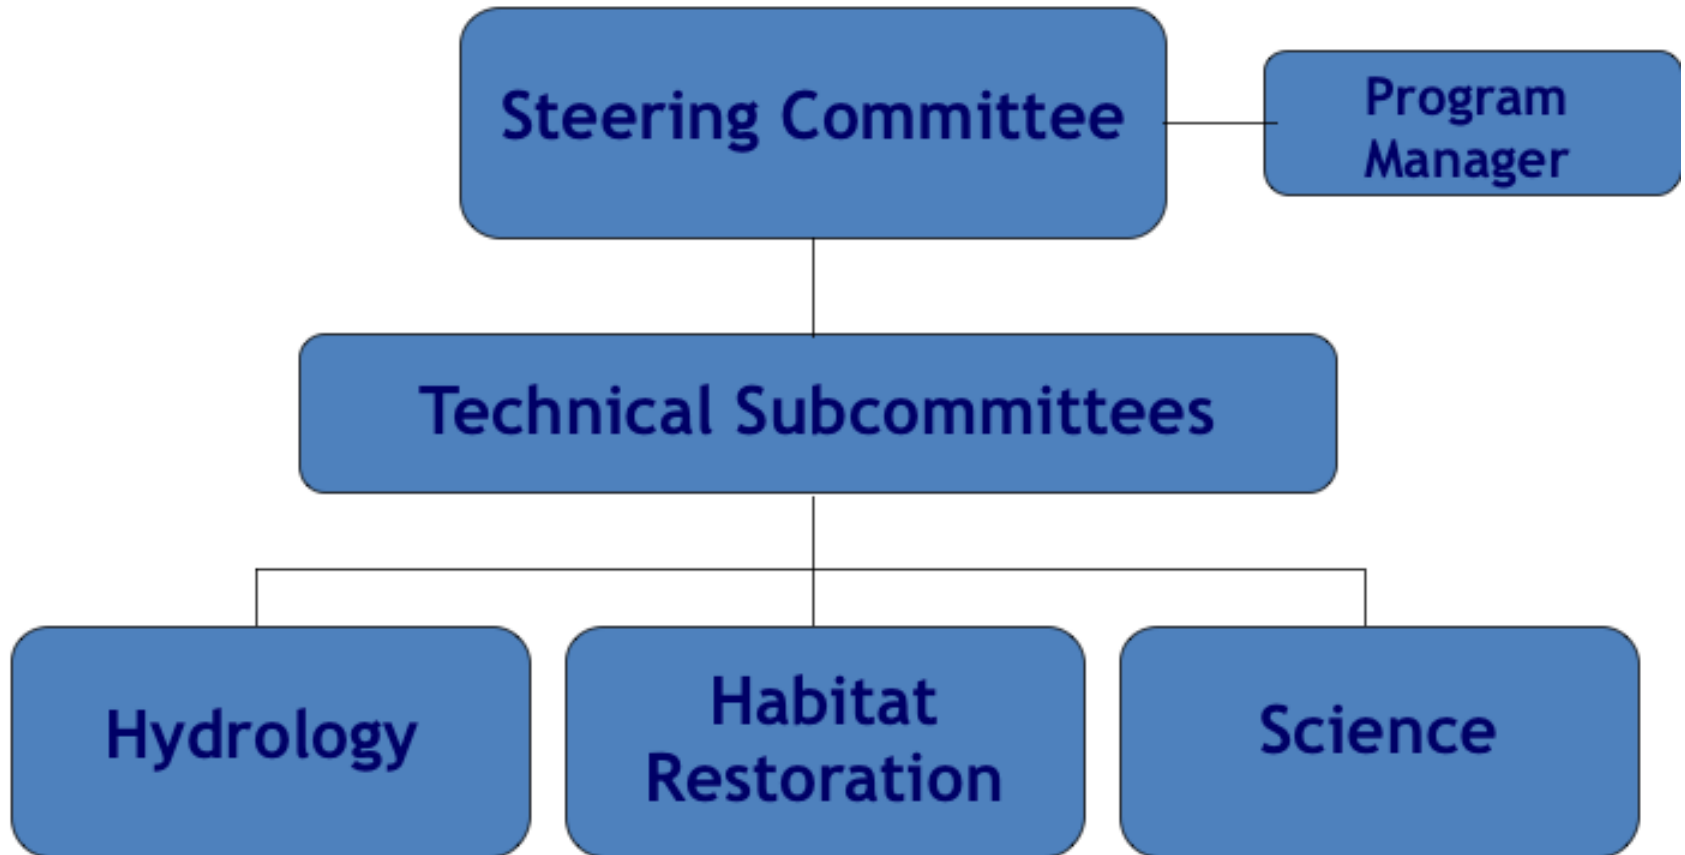 Steering Committee
Program
Manager
Technical Subcommittees
Hydrology
Habitat
Restoration
Science